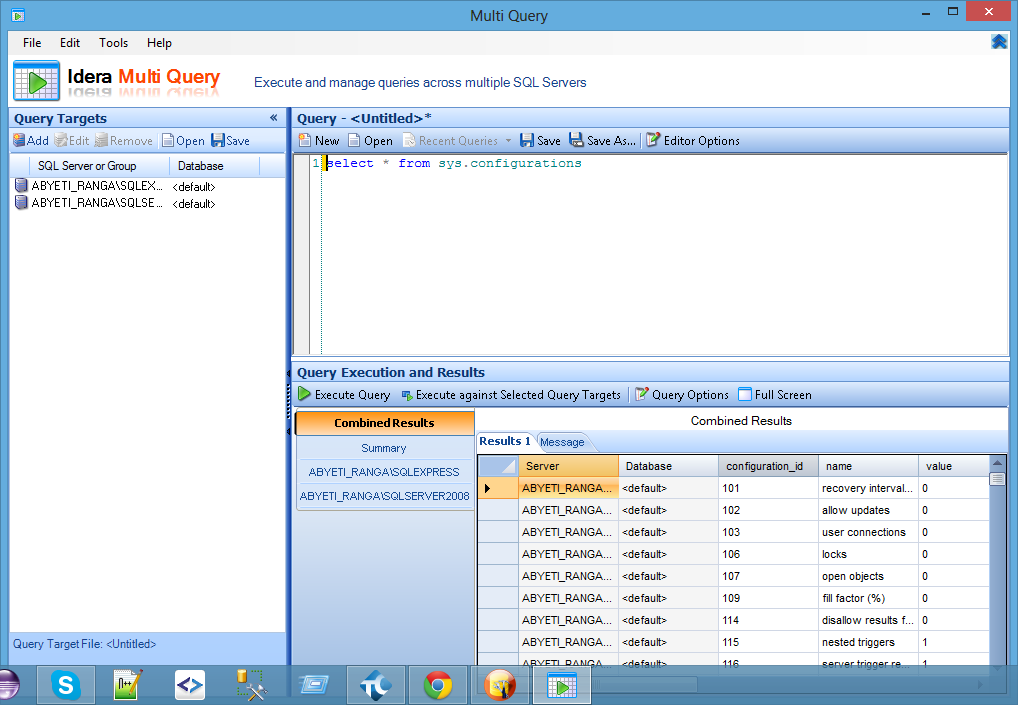 Multi Query
File Edit Tools Help
Idera Multi Query Execute and manage queries across multiple SQL Servers
Query Targets «
Add Edit Remove Open Save
SQL Server or Group Database
ABYETI_RANGA\SQLEX... <default>
ABYETI_RANGA\SQLSE... <default>
Query Target File: <Untitled>
Query - <Untitled>*
New Open Recent Queries Save Save As... Editor Options
1 select * from sys.configurations
Query Execution and Results
Execute Query Execute against Selected Query Targets Query Options Full Screen
Combined Results
Summary
ABYETI_RANGA\SQLEXPRESS
ABYETI_RANGA\SQLSERVER2008
Combined Results
Results 1 Message
Server Database configuration_id name value
ABYETI_RANGA... <default> 101 recovery interval... 0
ABYETI_RANGA... <default> 102 allow updates 0
ABYETI_RANGA... <default> 103 user connections 0
ABYETI_RANGA... <default> 106 locks 0
ABYETI_RANGA... <default> 107 open objects 0
ABYETI_RANGA... <default> 109 fill factor (%) 0
ABYETI_RANGA... <default> 114 disallow results f... 0
ABYETI_RANGA... <default> 115 nested triggers 1
ABYETI_RANGA... <default> 116 server trigger re... 1